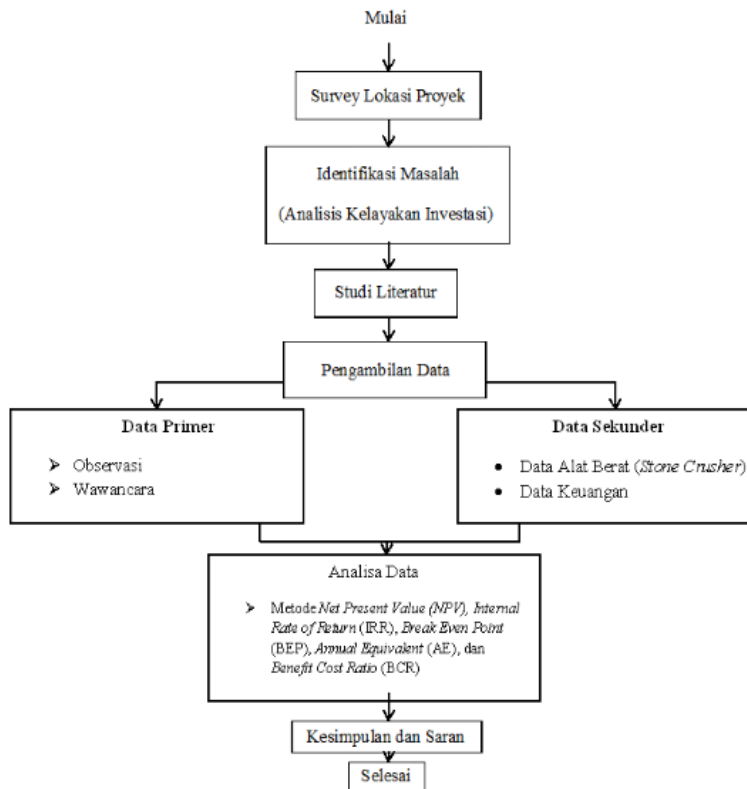 Mulai
Survey Lokasi Proyek
Identifikasi Masalah
(Analisis Kelayakan Investasi)
Studi Literatur
Pengambilan Data
Data Primer
➤ Observasi
➤ Wawancara
Data Sekunder
• Data Alat Berat (Stone Crusher)
• Data Keuangan
Analisa Data
➤ Metode Net Present Value (NPV), Internal
Rate of Return (IRR), Break Even Point
(BEP), Annual Equivalent (AE), dan
Benefit Cost Ratio (BCR)
Kesimpulan dan Saran
Selesai